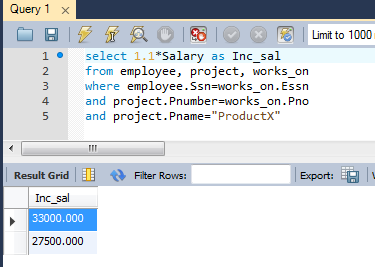 Query 1
Limit to 1000
1 select 1.1*Salary as Inc_sal
2 from employee, project, works_on
3 where employee.Ssn=works_on.Essn
4 and project.Pnumber=works_on.Pno
5 and project.Pname="ProductX"
Result Grid Filter Rows: Export:
Inc_sal
33000.000
27500.000